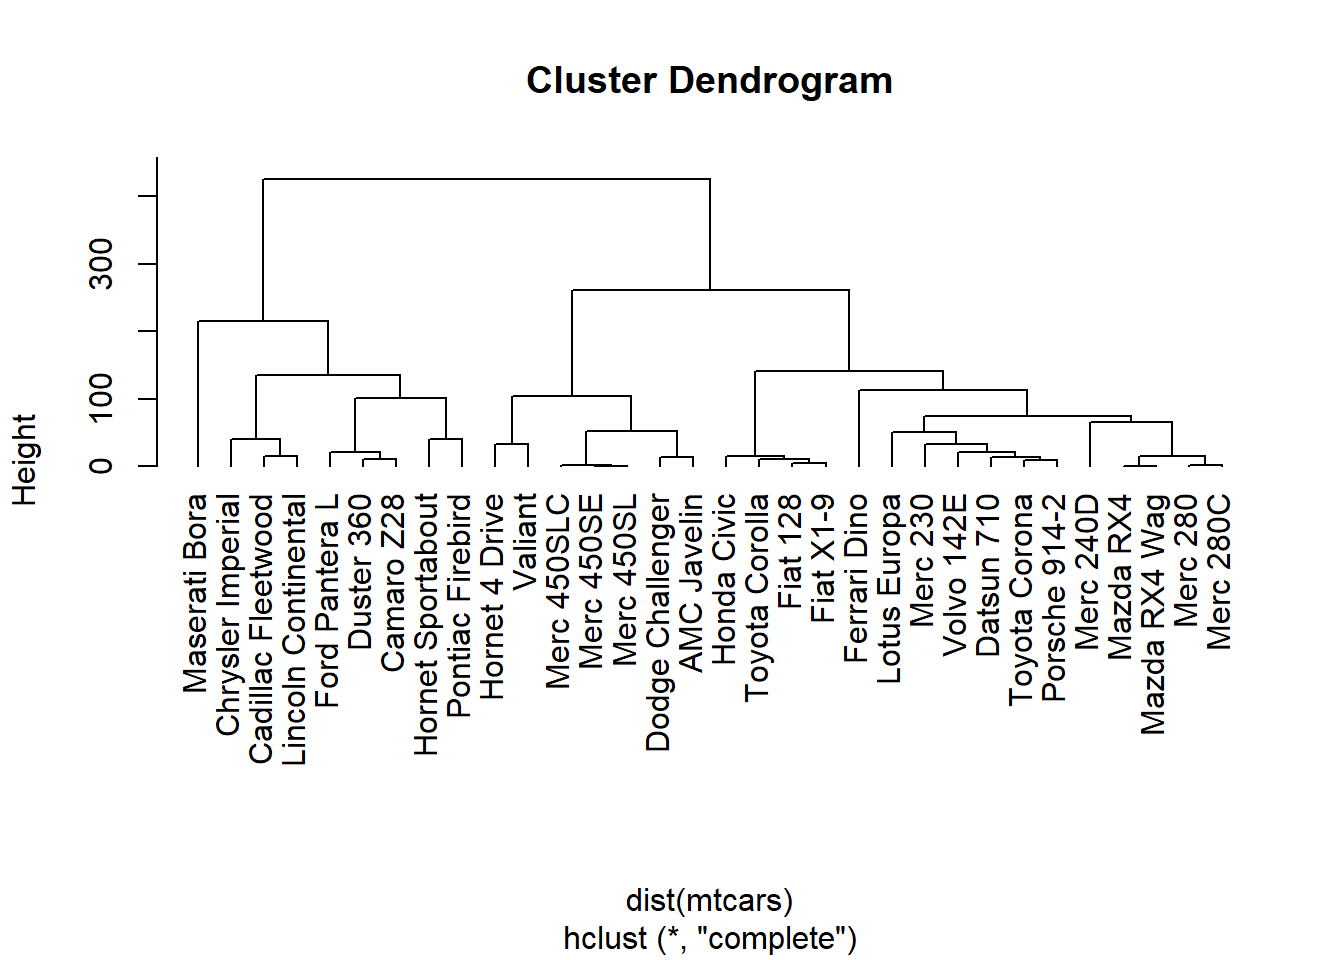 Cluster Dendrogram
Height
300
100
0
Maserati Bora
Chrysler Imperial
Cadillac Fleetwood
Lincoln Continental
Ford Pantera L
Duster 360
Camaro Z28
Hornet Sportabout
Pontiac Firebird
Hornet 4 Drive
Valiant
Merc 450SLC
Merc 450SE
Merc 450SL
Dodge Challenger
AMC Javelin
Honda Civic
Toyota Corolla
Fiat 128
Fiat X1-9
Ferrari Dino
Lotus Europa
Merc 230
Volvo 142E
Datsun 710
Toyota Corona
Porsche 914-2
Merc 240D
Mazda RX4
Mazda RX4 Wag
Merc 280
Merc 280C
dist(mtcars)
hclust (*, "complete")